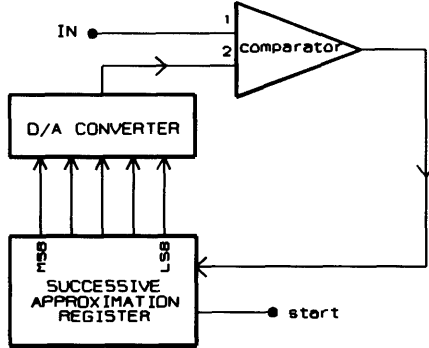 1
IN
2
comparator
D/A CONVERTER
MSB
LSB
SUCCESSIVE
APPROXIMATION
REGISTER
start